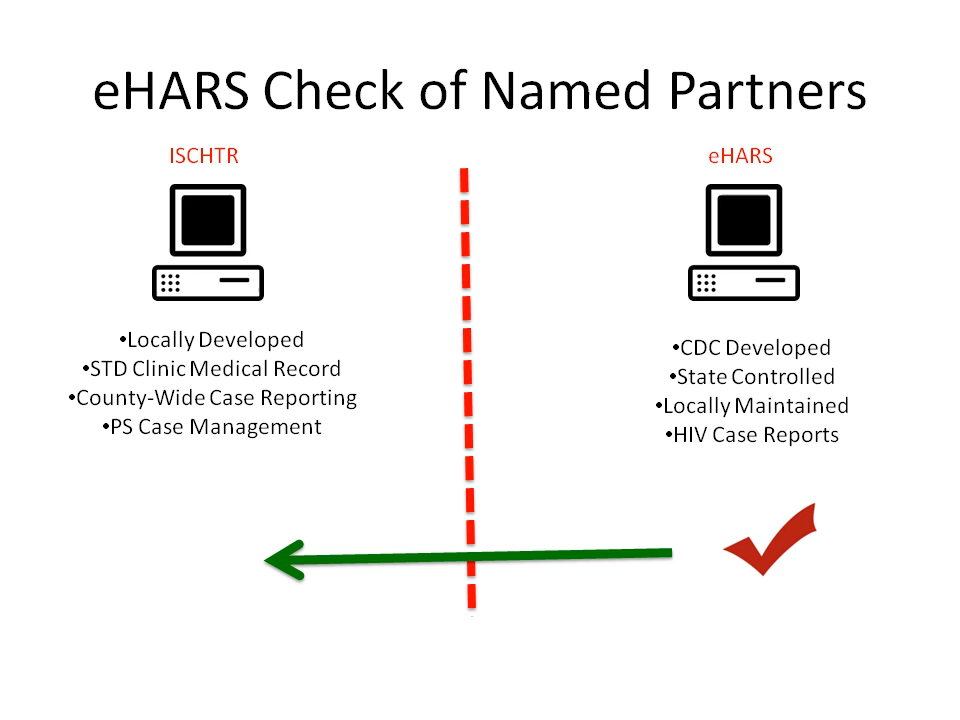 eHARS Check of Named Partners
ISCHTR
•Locally Developed
•STD Clinic Medical Record
•County-Wide Case Reporting
•PS Case Management
eHARS
•CDC Developed
•State Controlled
•Locally Maintained
•HIV Case Reports